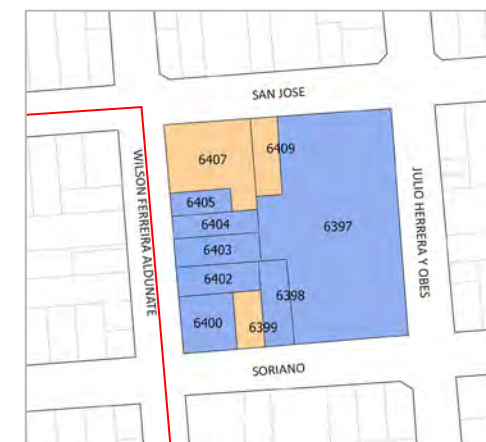 SAN JOSE
WILSON FERREIRA ALDUNATE
6407
6409
JULIO HERRERA Y OBES
6405
6404
6397
6403
6402
6398
6400
6399
SORIANO